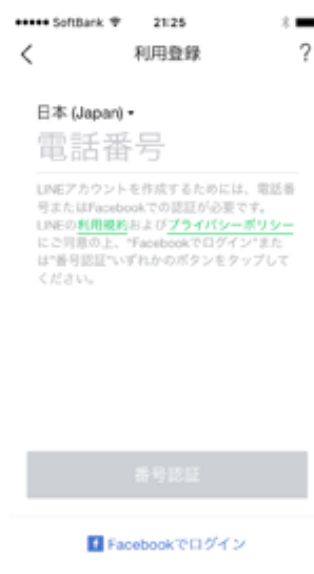 SoftBank 21:25
利用登録 ?
日本 (Japan)
電話番号
LINEアカウントを作成するためには、電話番
号またはFacebookでの認証が必要です。
LINEの利用規約およびプライバシーポリシー
にご同意の上、"Facebookでログイン"また
は"番号認証"いずれかのボタンをタップして
ください。
番号認証
Facebookでログイン